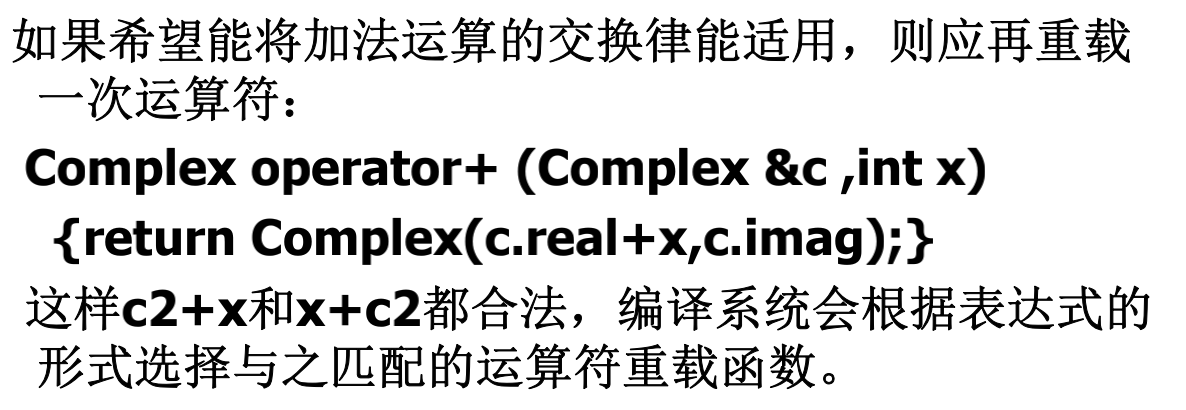 如果希望能将加法运算的交换律能适用，则应再重载
一次运算符：
Complex operator+ (Complex &c ,int x)
{return Complex(c.real+x,c.imag);}
这样c2+x和x+c2都合法，编译系统会根据表达式的
形式选择与之匹配的运算符重载函数。